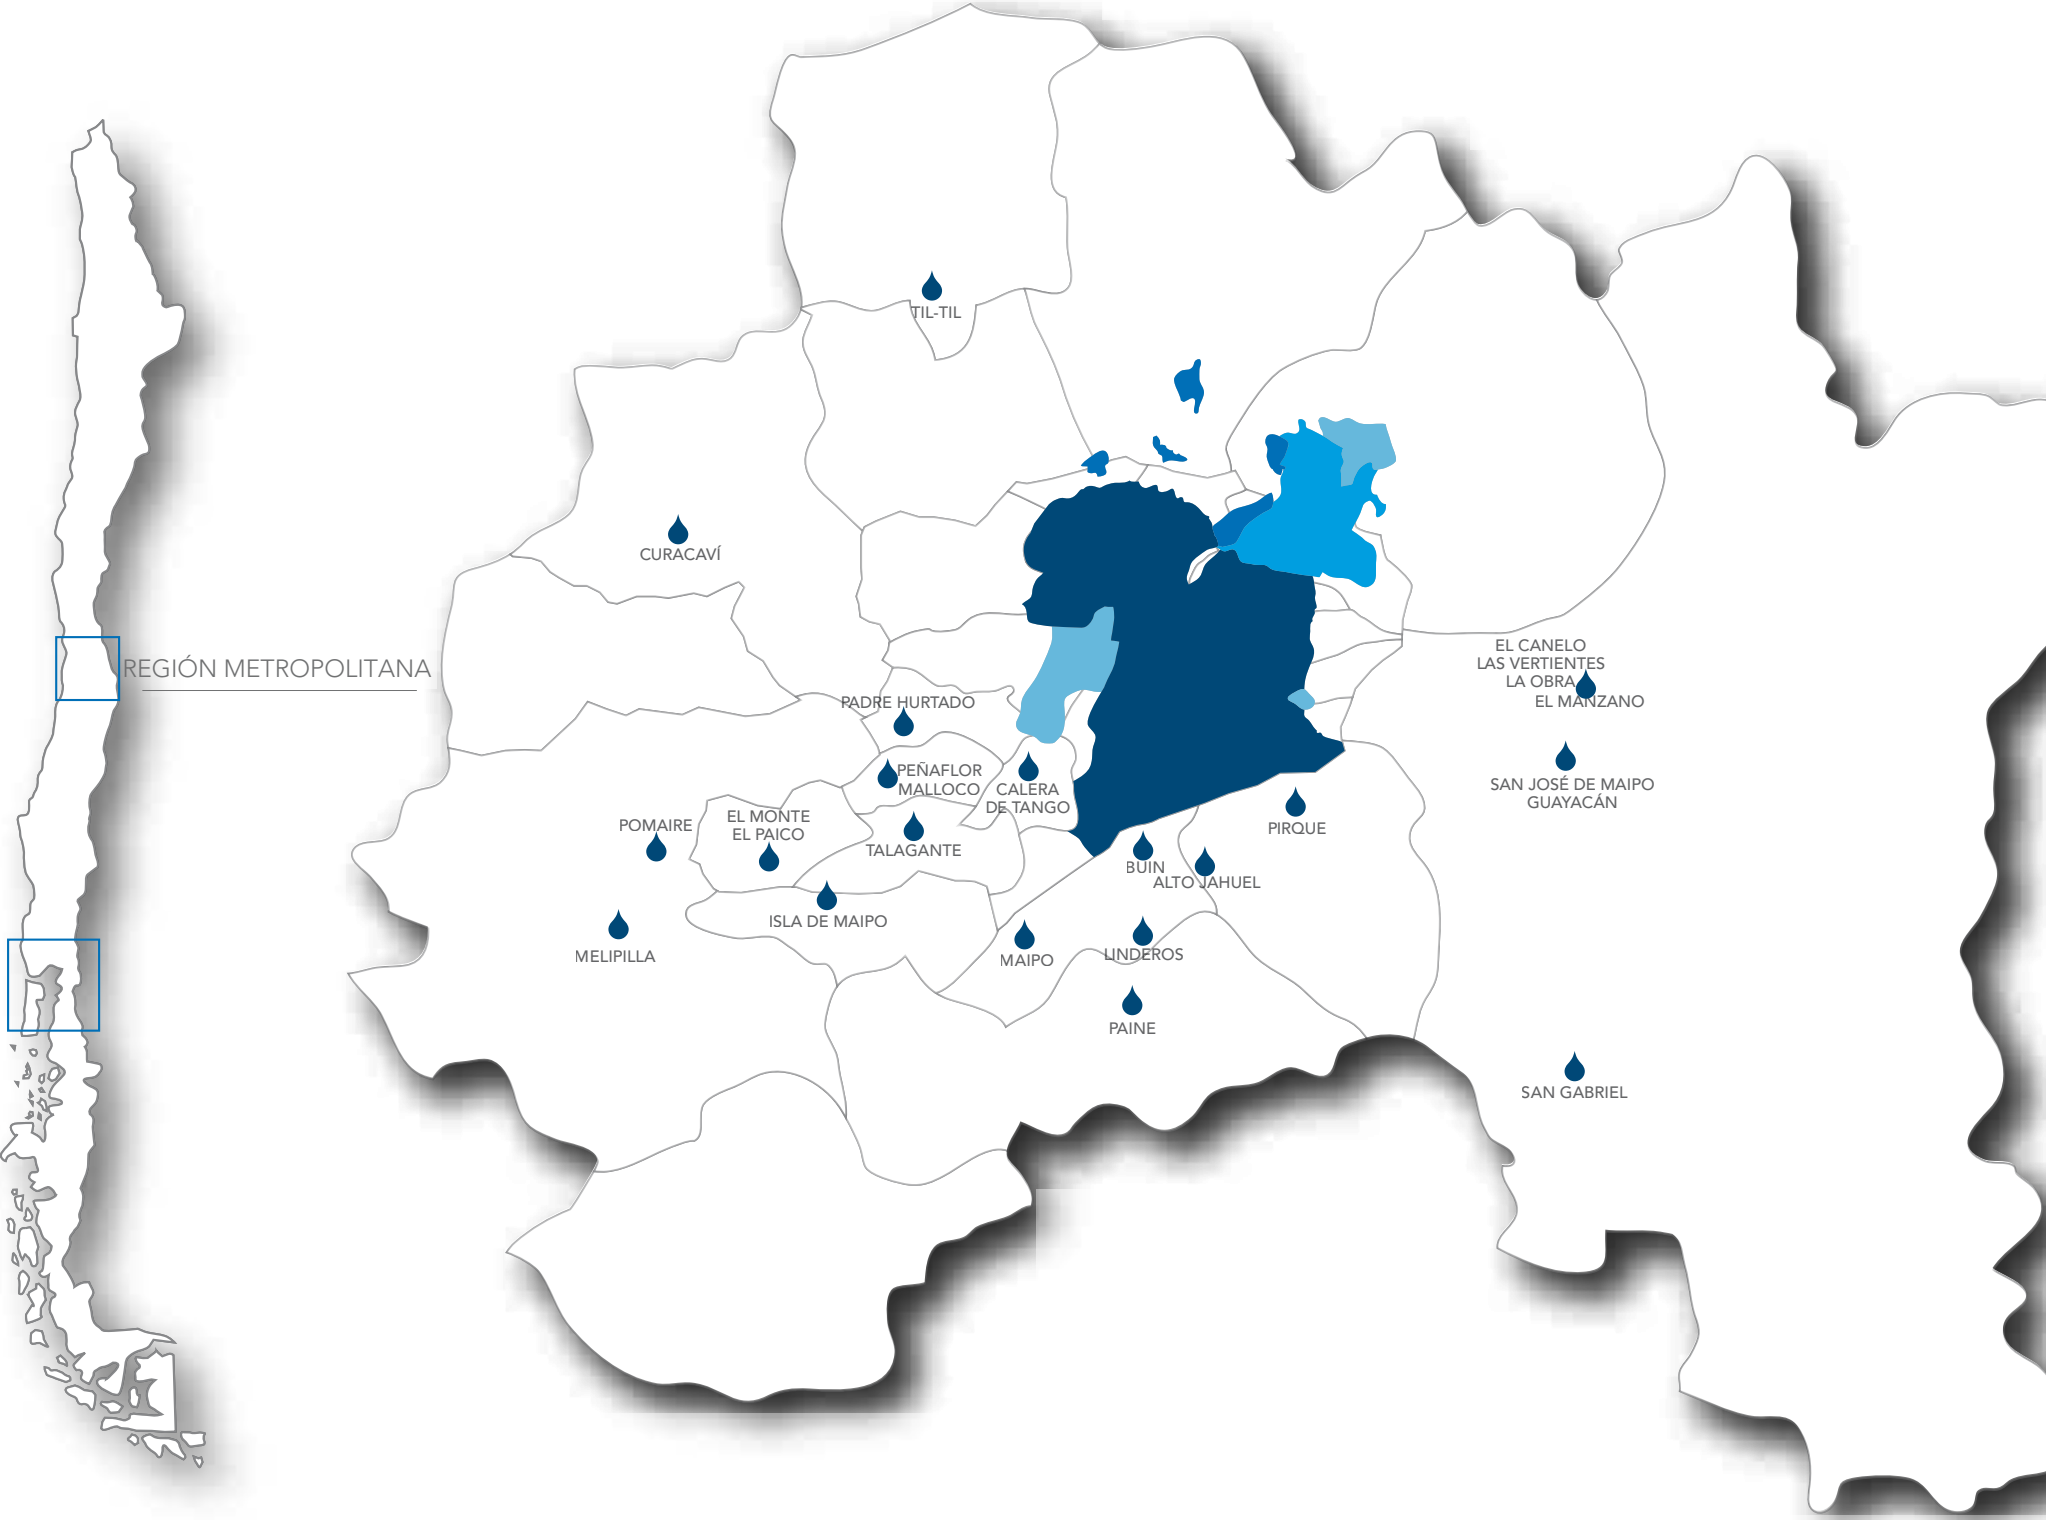 TIL-TIL
CURACAVÍ
REGIÓN METROPOLITANA
EL CANELO
LAS VERTIENTES
LA OBRA
EL MANZANO
PADRE HURTADO
PEÑAFLOR
MALLOCO
CALERA
DE TANGO
SAN JOSÉ DE MAIPO
GUAYACÁN
POMAIRE
EL MONTE
EL PAICO
TALAGANTE
PIRQUE
BUIN
ALTO JAHUEL
ISLA DE MAIPO
MELIPILLA
MAIPO
LINDEROS
PAINE
SAN GABRIEL